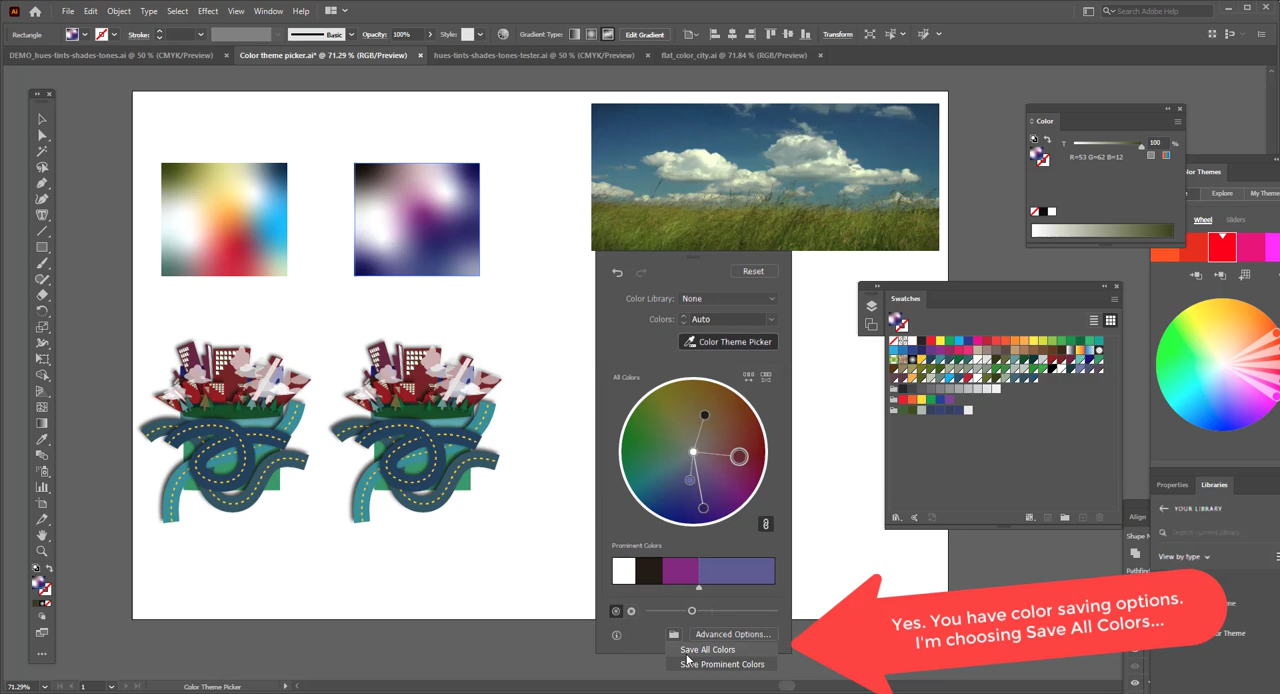 Ai
File Edit Object Type Select Effect View Window Help
Search Adobe Help
Rectangle
Stroke:
Basic
Opacity: 100%
Style:
Gradient Type:
Edit Gradient
Transform
DEMO_hues-tints-shades-tones.ai @ 50 % (CMYK/Preview) ×
Color theme picker.ai* @ 71.29 % (RGB/Preview) ×
hues-tints-shades-tones-tester.ai @ 50 % (CMYK/Preview) ×
flat_color_city.ai @ 71.84 % (RGB/Preview) ×
Color
T
100 %
R=53 G=62 B=12
Color Themes
Explore
My Theme
Wheel
Sliders
Reset
Color Library: None
Colors: Auto
Color Theme Picker
All Colors
Prominent Colors
Advanced Options...
Save All Colors
Save Prominent Colors
Swatches
Properties
Libraries
YOUR LIBRARY
Search current Library
View by type
Align
Shape M
Pathfin
Yes. You have color saving options.
I'm choosing Save All Colors...
71.29%
1
Color Theme Picker